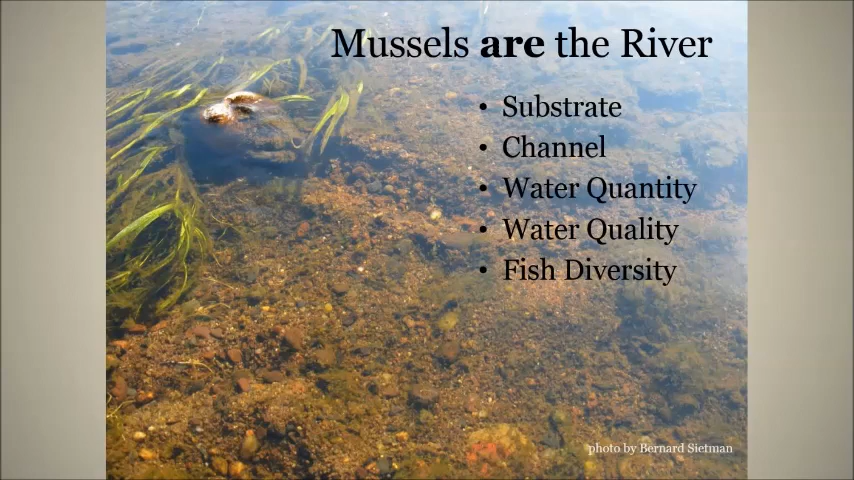 Mussels are the River
• Substrate
• Channel
• Water Quantity
• Water Quality
• Fish Diversity
photo by Bernard Sietman